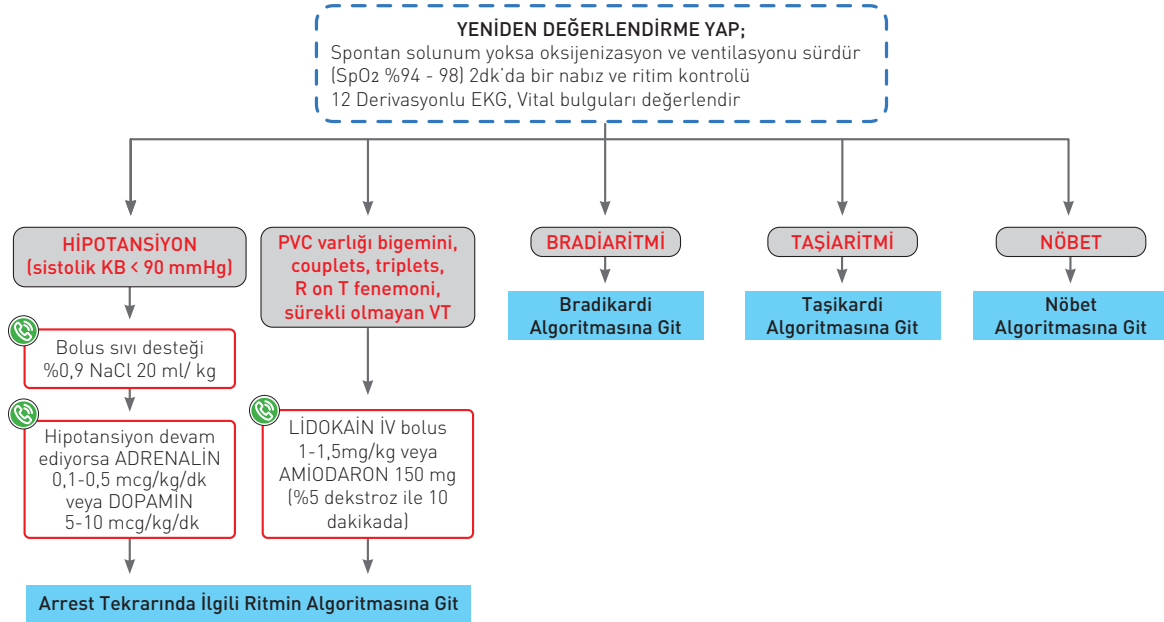 YENİDEN DEĞERLENDİRME YAP;
Spontan solunum yoksa oksijenizasyon ve ventilasyonu sürdür
(SpO2 %94 - 98) 2dk'da bir nabız ve ritim kontrolü
12 Derivasyonlu EKG, Vital bulguları değerlendir
HİPOTANSİYON
(sistolik KB < 90 mmHg)
Bolus sıvı desteği
%0,9 NaCl 20 ml/ kg
Hipotansiyon devam
ediyorsa ADRENALİN
0,1-0,5 mcg/kg/dk
veya DOPAMİN
5-10 mcg/kg/dk
PVC varlığı bigemini,
couplets, triplets,
R on T fenemoni,
sürekli olmayan VT
LİDOKAİN İV bolus
1-1,5mg/kg veya
AMİODARON 150 mg
(%5 dekstroz ile 10
dakikada)
Arrest Tekrarında İlgili Ritmin Algoritmasına Git
BRADİARİTMİ
Bradikardi
Algoritmasına Git
TAŞİARİTMİ
Taşikardi
Algoritmasına Git
NÖBET
Nöbet
Algoritmasına Git